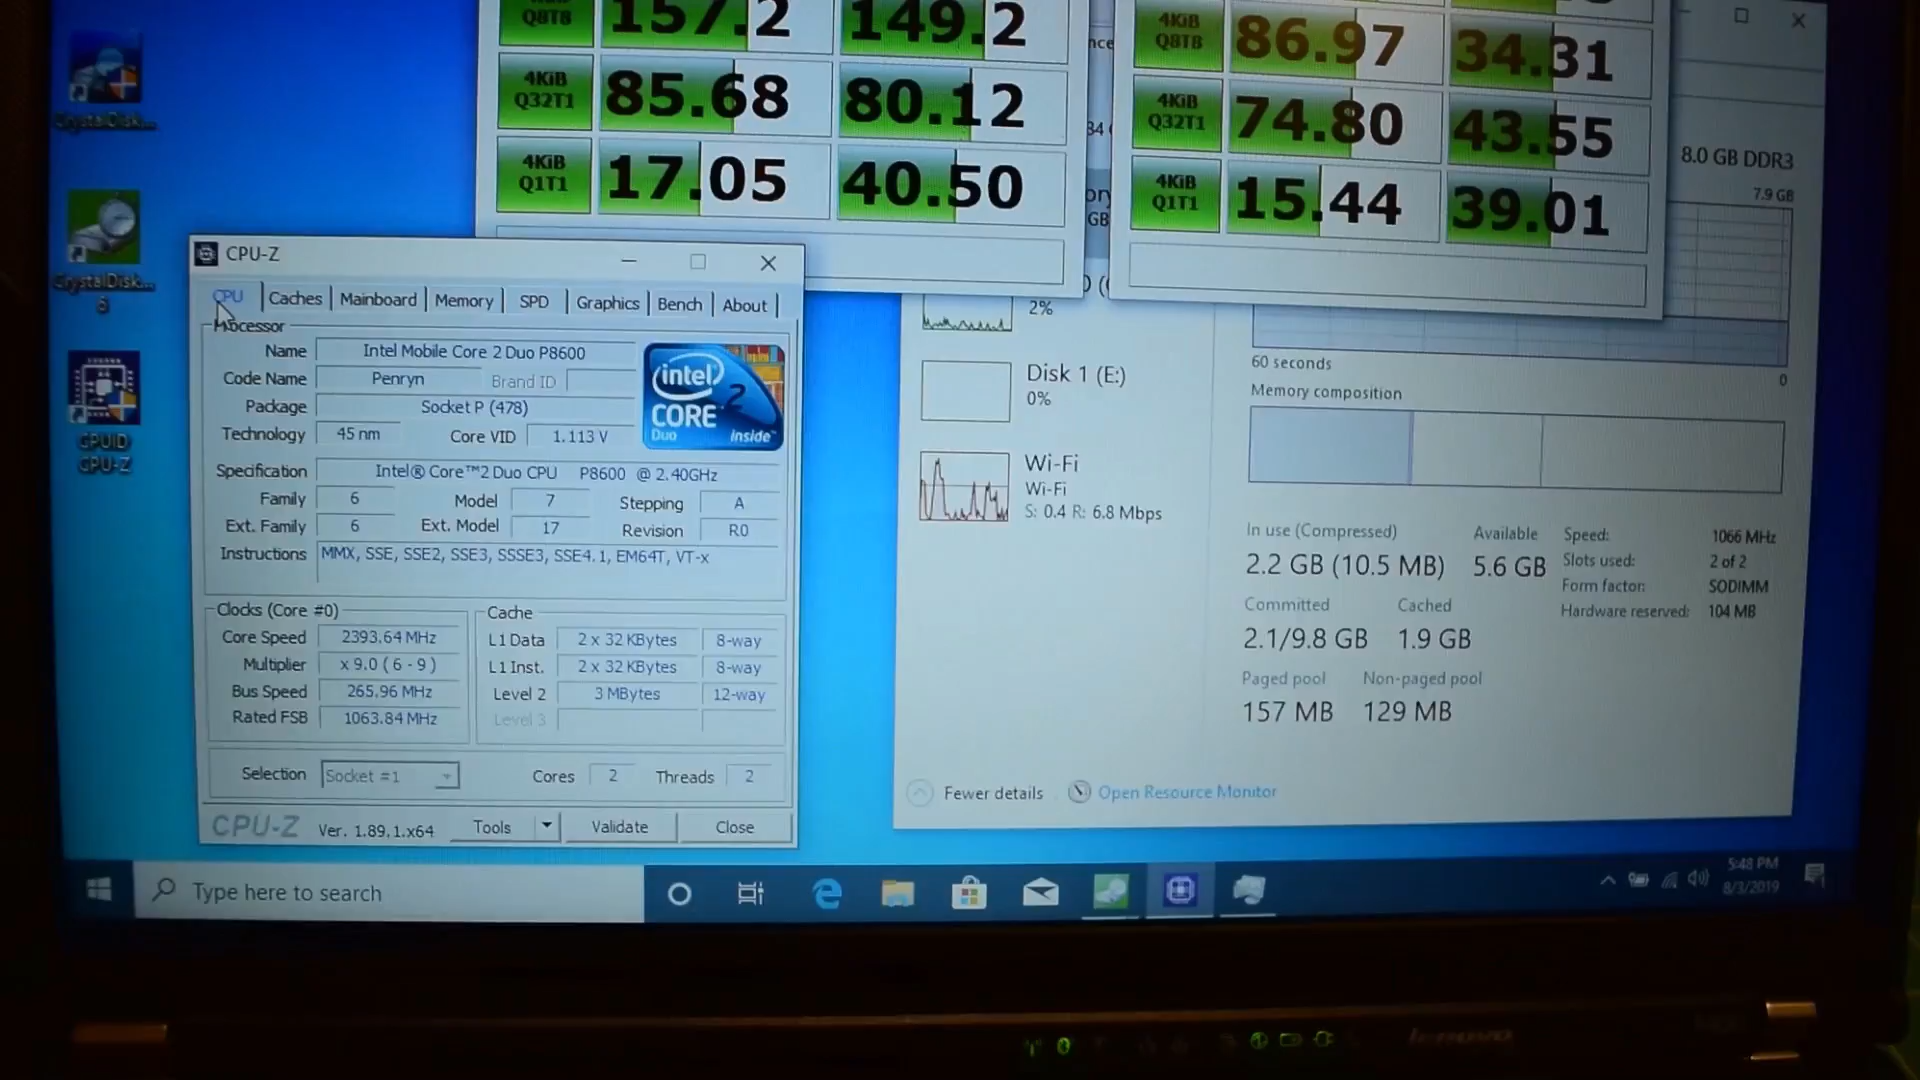 Q8T8
157.2
149.2
4KiB
Q32T1
85.68
80.12
4KiB
Q1T1
17.05
40.50
4KiB
Q8T8
86.97
34.31
4KiB
Q32T1
74.80
43.55
4KiB
Q1T1
15.44
39.01
8.0 GB DDR3
7.9 GB
CrystalDisk...
CrystalDisk...
6
CPUID
CPU-Z
CPU-Z
CPU Caches Mainboard Memory SPD Graphics Bench About
Processor
Name Intel Mobile Core 2 Duo P8600
Code Name Penryn Brand ID
Package Socket P (478)
Technology 45 nm Core VID 1.113 V
intel
CORE 2
Duo inside™
Specification Intel® Core™2 Duo CPU P8600 @ 2.40GHz
Family 6 Model 7 Stepping A
Ext. Family 6 Ext. Model 17 Revision R0
Instructions MMX, SSE, SSE2, SSE3, SSSE3, SSE4.1, EM64T, VT-x
Clocks (Core #0)
Core Speed 2393.64 MHz
Multiplier x 9.0 ( 6 - 9 )
Bus Speed 265.96 MHz
Rated FSB 1063.84 MHz
Cache
L1 Data 2 x 32 KBytes 8-way
L1 Inst. 2 x 32 KBytes 8-way
Level 2 3 MBytes 12-way
Level 3
Selection Socket #1 Cores 2 Threads 2
CPU-Z Ver. 1.89.1.x64 Tools Validate Close
2%
Disk 1 (E:)
0%
Wi-Fi
Wi-Fi
S: 0.4 R: 6.8 Mbps
60 seconds
0
Memory composition
In use (Compressed) Available
2.2 GB (10.5 MB) 5.6 GB
Committed Cached
2.1/9.8 GB 1.9 GB
Paged pool Non-paged pool
157 MB 129 MB
Speed: 1066 MHz
Slots used: 2 of 2
Form factor: SODIMM
Hardware reserved: 104 MB
Fewer details Open Resource Monitor
Type here to search
5:48 PM
8/3/2019
lenovo